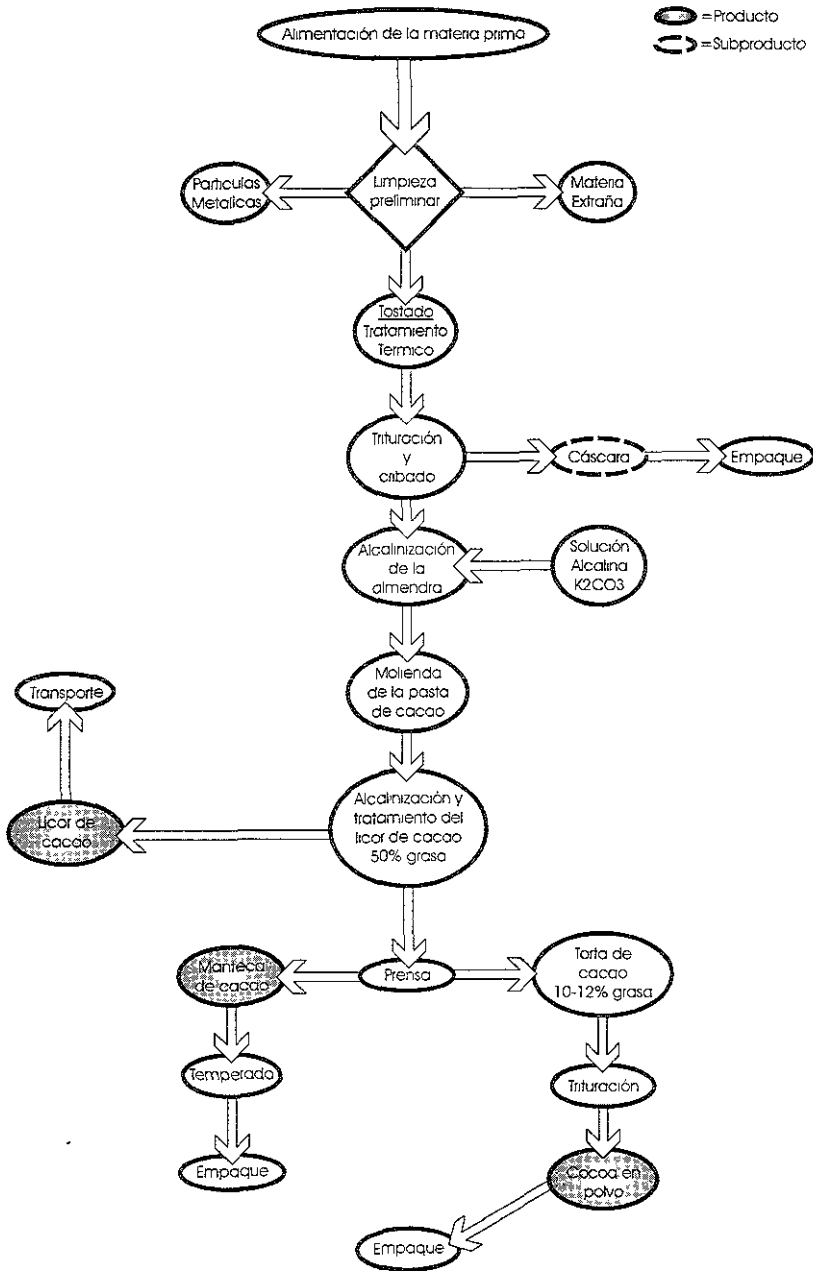 =Producto
Alimentación de la materia prima
=Subproducto
Particulas
Metalicas
Limpieza
preliminar
Materia
Extraña
Tostado
Tratamiento
Termico
Trituración
y
cribado
Cáscara
Empaque
Alcalinización
de la
almendra
Solución
Alcalina
K2CO3
Molienda
de la pasta
de cacao
Transporte
Alcalinización y
tratamiento del
licor de cacao
50% grasa
Licor de
cacao
Manteca
de cacao
Prensa
Torta de
cacao
10-12% grasa
Temperado
Trituración
Empaque
Cocoa en
polvo
Empaque